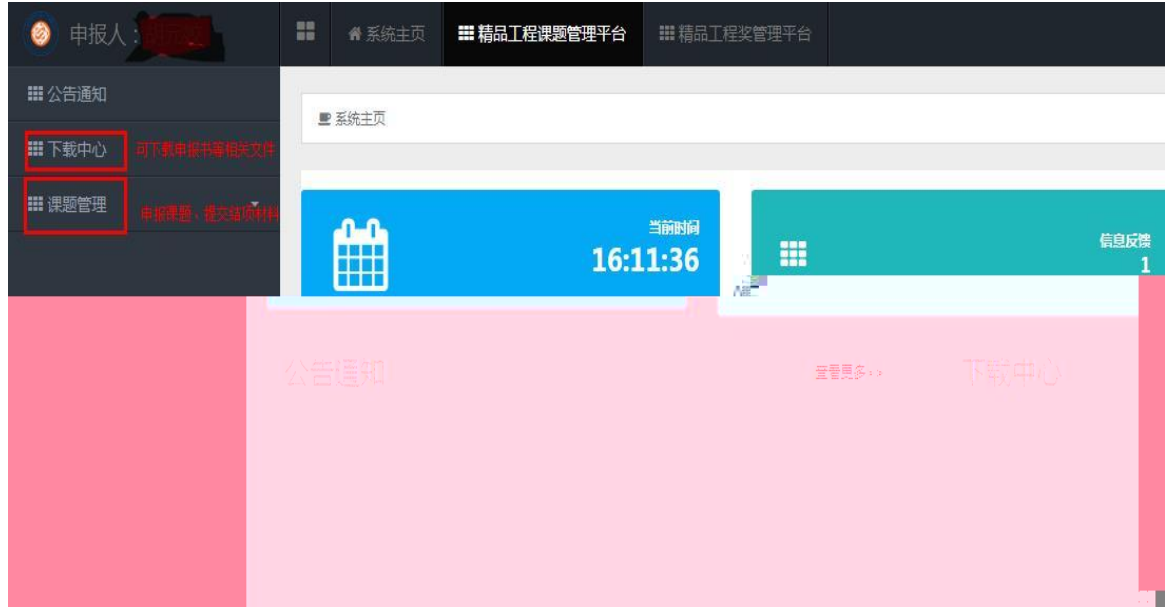 申报人:
系统主页
精品工程课题管理平台
精品工程奖管理平台
公告通知
下载中心
可下载申报书等相关文件
课题管理
申报课题、提交结项材料
系统主页
当前时间
16:11:36
信息反馈
1
公告通知
查看更多>>
下载中心